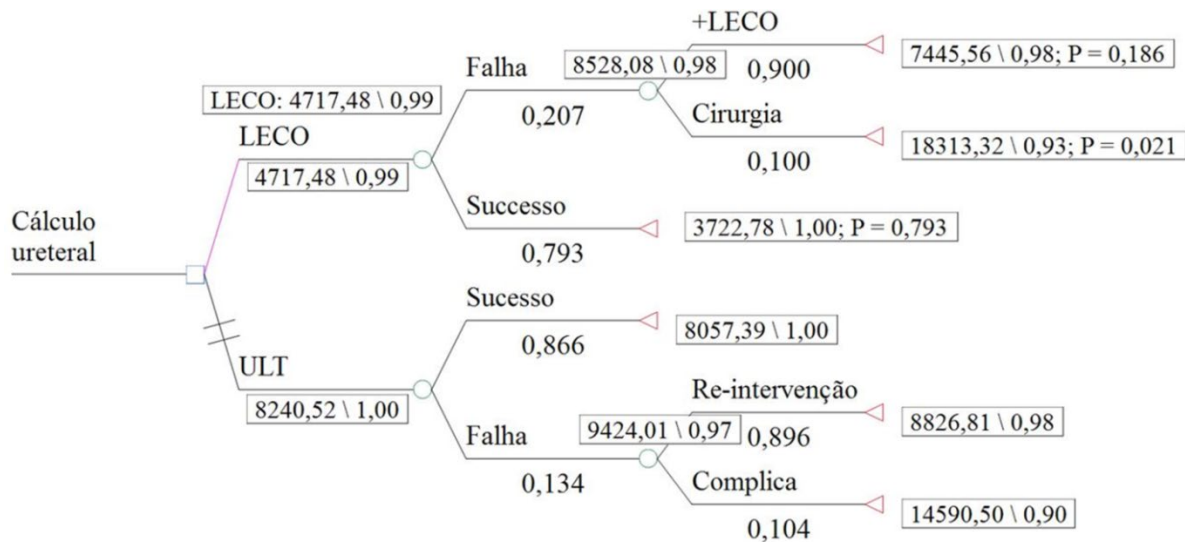 +LECO
7445,56 \ 0,98; P = 0,186
0,900
Falha
8528,08 \ 0,98
0,207
Cirurgia
18313,32 \ 0,93; P = 0,021
0,100
LECO: 4717,48 \ 0,99
LECO
4717,48 \ 0,99
Successo
3722,78 \ 1,00; P = 0,793
0,793
Cálculo
ureteral
Sucesso
8057,39 \ 1,00
0,866
ULT
8240,52 \ 1,00
Re-intervenção
8826,81 \ 0,98
0,896
Falha
9424,01 \ 0,97
0,134
Complica
14590,50 \ 0,90
0,104